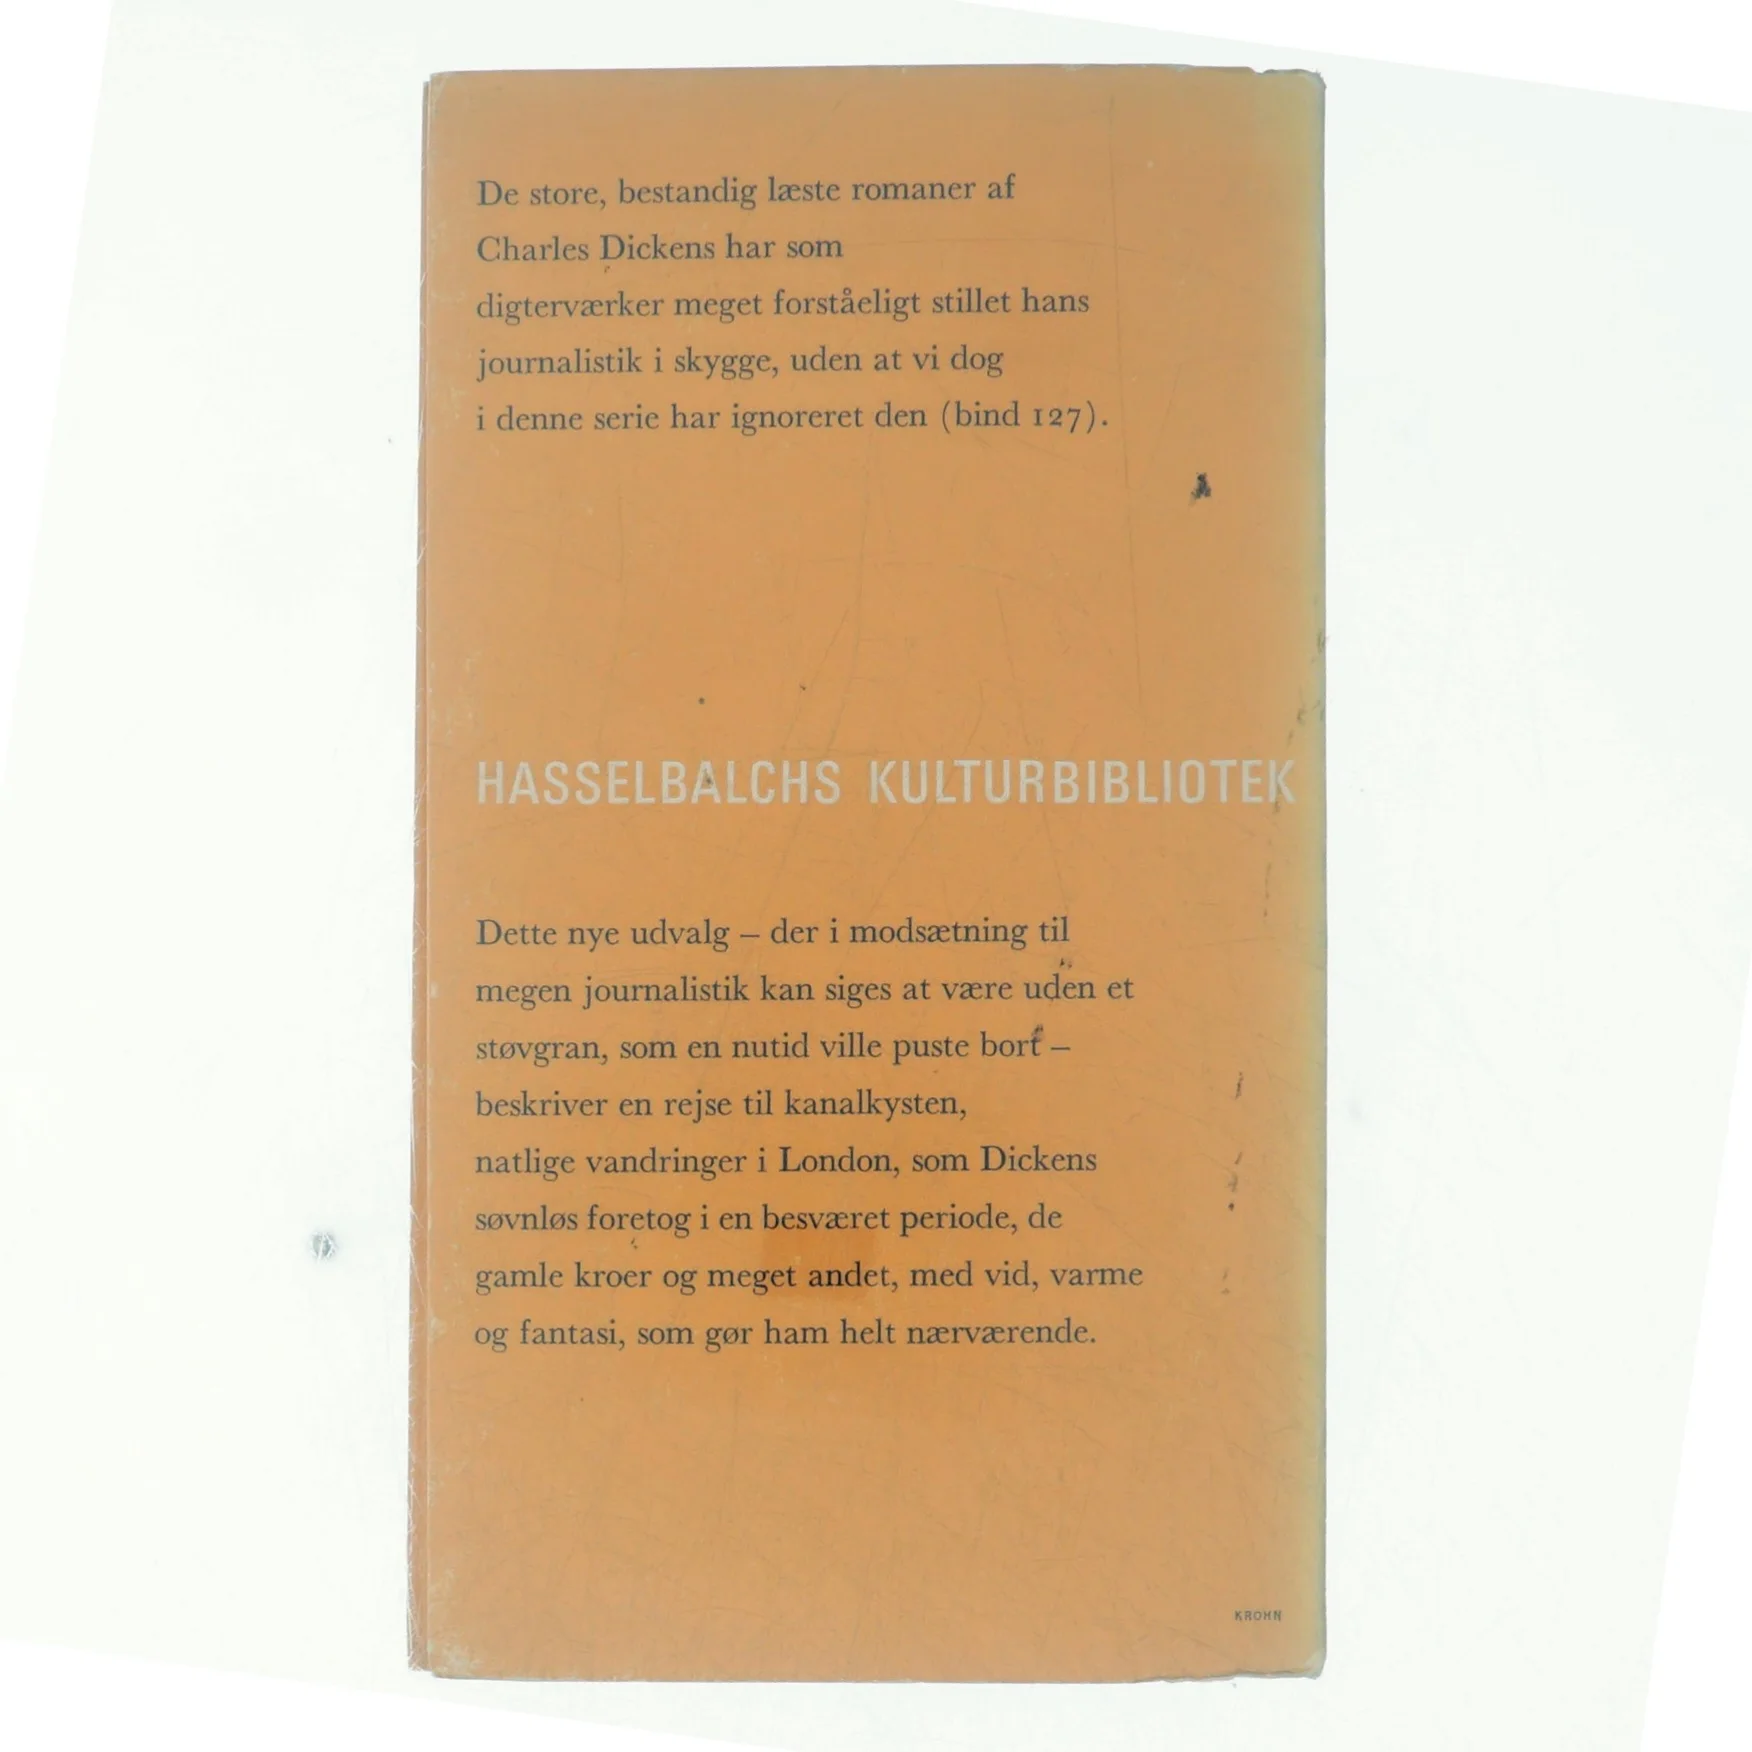 De store, bestandig læste romaner af
Charles Dickens har som
digterværker meget forståeligt stillet hans
journalistik i skygge, uden at vi dog
i denne serie har ignoreret den (bind 127).
HASSELBALCHS KULTURBIBLIOTEK
Dette nye udvalg – der i modsætning til
megen journalistik kan siges at være uden et
støvgran, som en nutid ville puste bort –
beskriver en rejse til kanalkysten,
natlige vandringer i London, som Dickens
søvnløs foretog i en besværet periode, de
gamle kroer og meget andet, med vid, varme
og fantasi, som gør ham helt nærværende.
KROHN